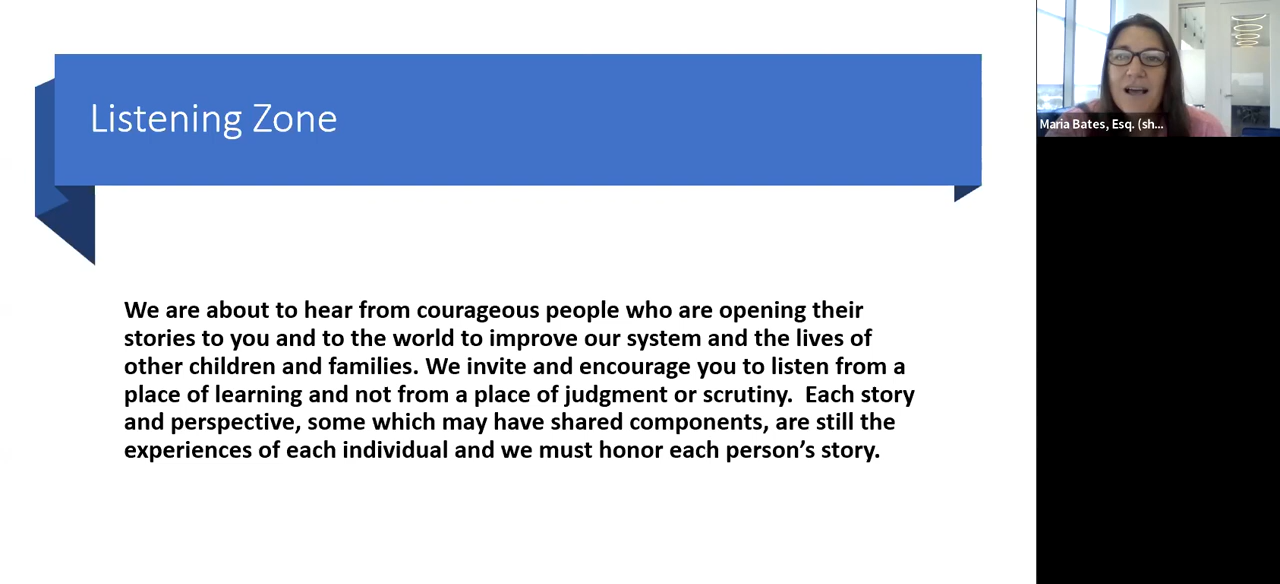 Listening Zone
We are about to hear from courageous people who are opening their
stories to you and to the world to improve our system and the lives of
other children and families. We invite and encourage you to listen from a
place of learning and not from a place of judgment or scrutiny.  Each story
and perspective, some which may have shared components, are still the
experiences of each individual and we must honor each person’s story.
Maria Bates, Esq. (sh...